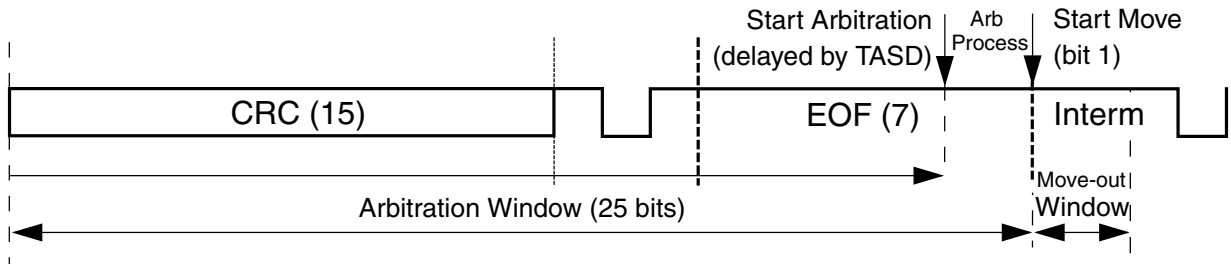 Start Arbitration
(delayed by TASD)
Arb
Process
Start Move
(bit 1)
CRC (15)
EOF (7)
Interm
Move-out
Window
Arbitration Window (25 bits)